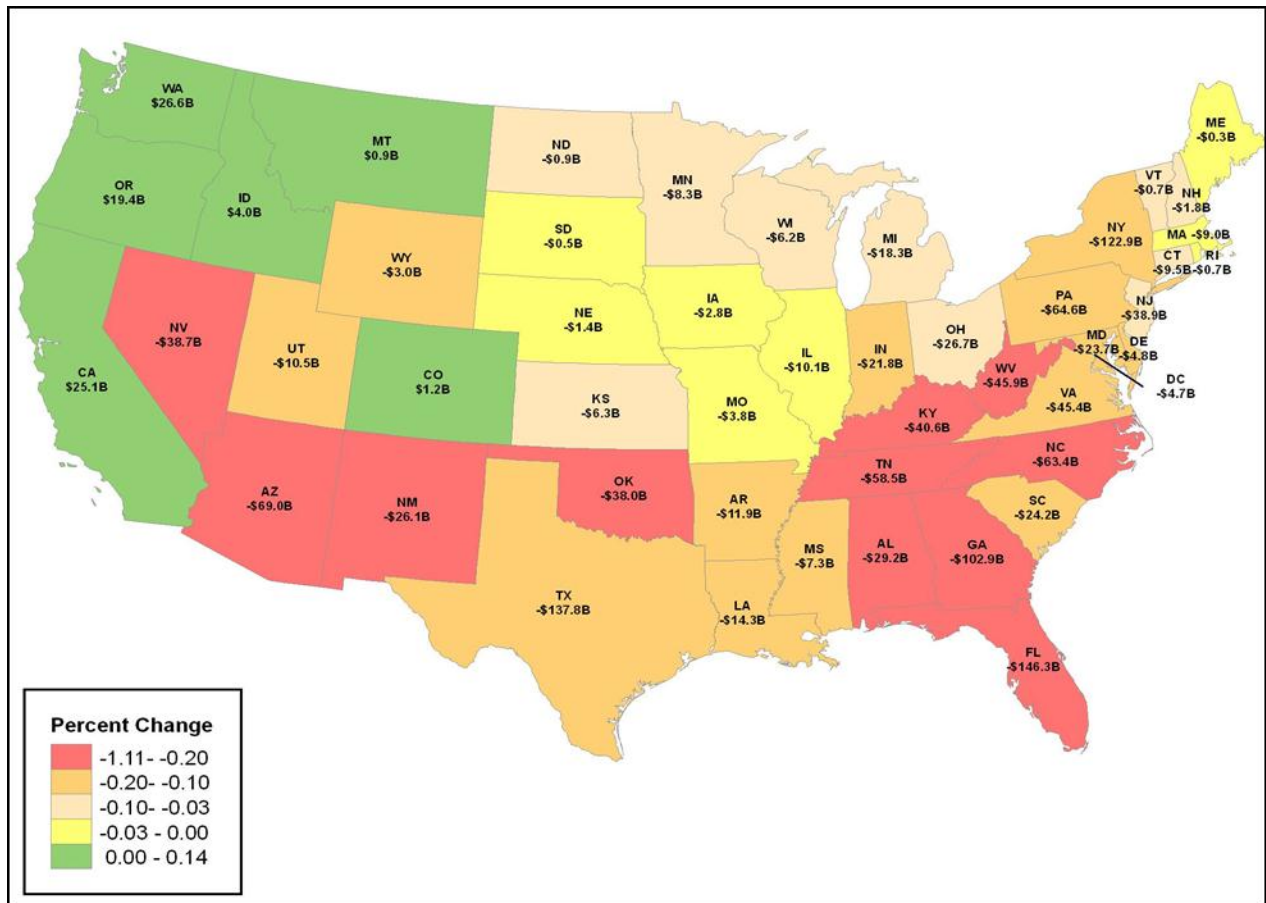 WA
$26.6B
MT
$0.9B
OR
$19.4B
ID
$4.0B
ND
-$0.9B
MN
-$8.3B
SD
-$0.5B
WY
-$3.0B
WI
-$6.2B
MI
-$18.3B
ME
-$0.3B
VT
-$0.7B
NH
-$1.8B
NY
-$122.9B
MA -$9.0B
CT
-$9.5B
RI
-$0.7B
NV
-$38.7B
UT
-$10.5B
CA
$25.1B
CO
$1.2B
NE
-$1.4B
IA
-$2.8B
IL
-$10.1B
IN
-$21.8B
OH
-$26.7B
PA
-$64.6B
NJ
-$38.9B
MD
-$23.7B
DE
-$4.8B
DC
-$4.7B
WV
-$45.9B
VA
-$45.4B
KS
-$6.3B
MO
-$3.8B
KY
-$40.6B
AZ
-$69.0B
NM
-$26.1B
OK
-$38.0B
AR
-$11.9B
TN
-$58.5B
NC
-$63.4B
SC
-$24.2B
TX
-$137.8B
LA
-$14.3B
MS
-$7.3B
AL
-$29.2B
GA
-$102.9B
FL
-$146.3B
Percent Change
-1.11- -0.20
-0.20- -0.10
-0.10- -0.03
-0.03 - 0.00
0.00 - 0.14